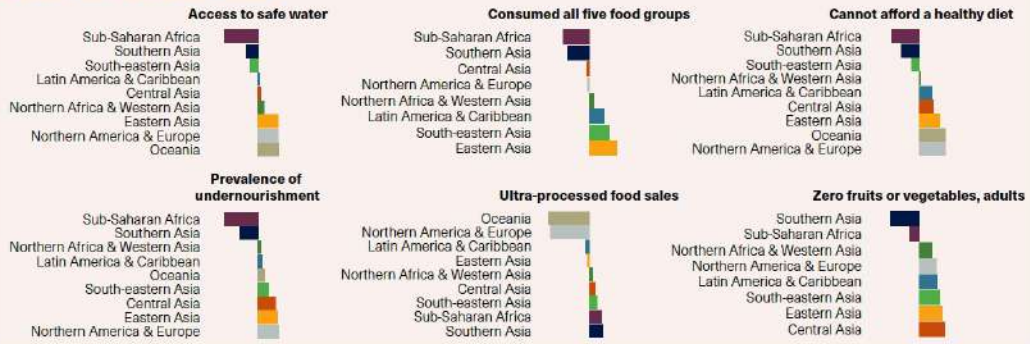 Access to safe water
Sub-Saharan Africa
Southern Asia
South-eastern Asia
Latin America & Caribbean
Central Asia
Northern Africa & Western Asia
Eastern Asia
Northern America & Europe
Oceania
Consumed all five food groups
Sub-Saharan Africa
Southern Asia
Central Asia
Northern America & Europe
Northern Africa & Western Asia
Latin America & Caribbean
South-eastern Asia
Eastern Asia
Cannot afford a healthy diet
Sub-Saharan Africa
Southern Asia
South-eastern Asia
Northern Africa & Western Asia
Latin America & Caribbean
Central Asia
Eastern Asia
Oceania
Northern America & Europe
Prevalence of
undernourishment
Sub-Saharan Africa
Southern Asia
Northern Africa & Western Asia
Latin America & Caribbean
Oceania
South-eastern Asia
Central Asia
Eastern Asia
Northern America & Europe
Ultra-processed food sales
Oceania
Northern America & Europe
Latin America & Caribbean
Eastern Asia
Northern Africa & Western Asia
Central Asia
South-eastern Asia
Sub-Saharan Africa
Southern Asia
Zero fruits or vegetables, adults
Southern Asia
Sub-Saharan Africa
Northern Africa & Western Asia
Northern America & Europe
Latin America & Caribbean
South-eastern Asia
Eastern Asia
Central Asia